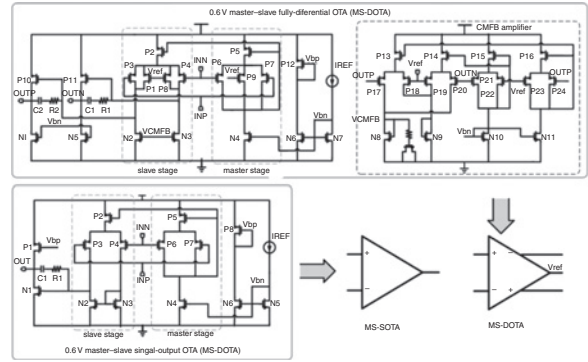 0.6 V master–slave fully-diferential OTA (MS-DOTA)
CMFB amplifier
P2 P5 P13 P14 P15 P16
P10 P11 P3 Vref P4 INN P6 Vref P7 P12 Vbp
P1 P8 P9 IREF
OUTP OUTN
C2 R2 C1 R1
INP
OUTP Vref OUTN P21 OUTP
P17 P18 P19 P20 P22 Vref P23 P24
Vbn VCMFB
NI N5 N2 N3 N4 N6 N7
Vbn
VCMFB
N8 N9 Vbn N10 N11
slave stage master stage
P2 P5 P8
P1 Vbp P3 P4 INN P6 P7 Vbp IREF
OUT
C1 R1 INP
Vbn
N1 N2 N3 N4 N6 N5
slave stage master stage
0.6 V master–slave singal-output OTA (MS-DOTA)
+ −
MS-SOTA
+ − − +
Vref
MS-DOTA